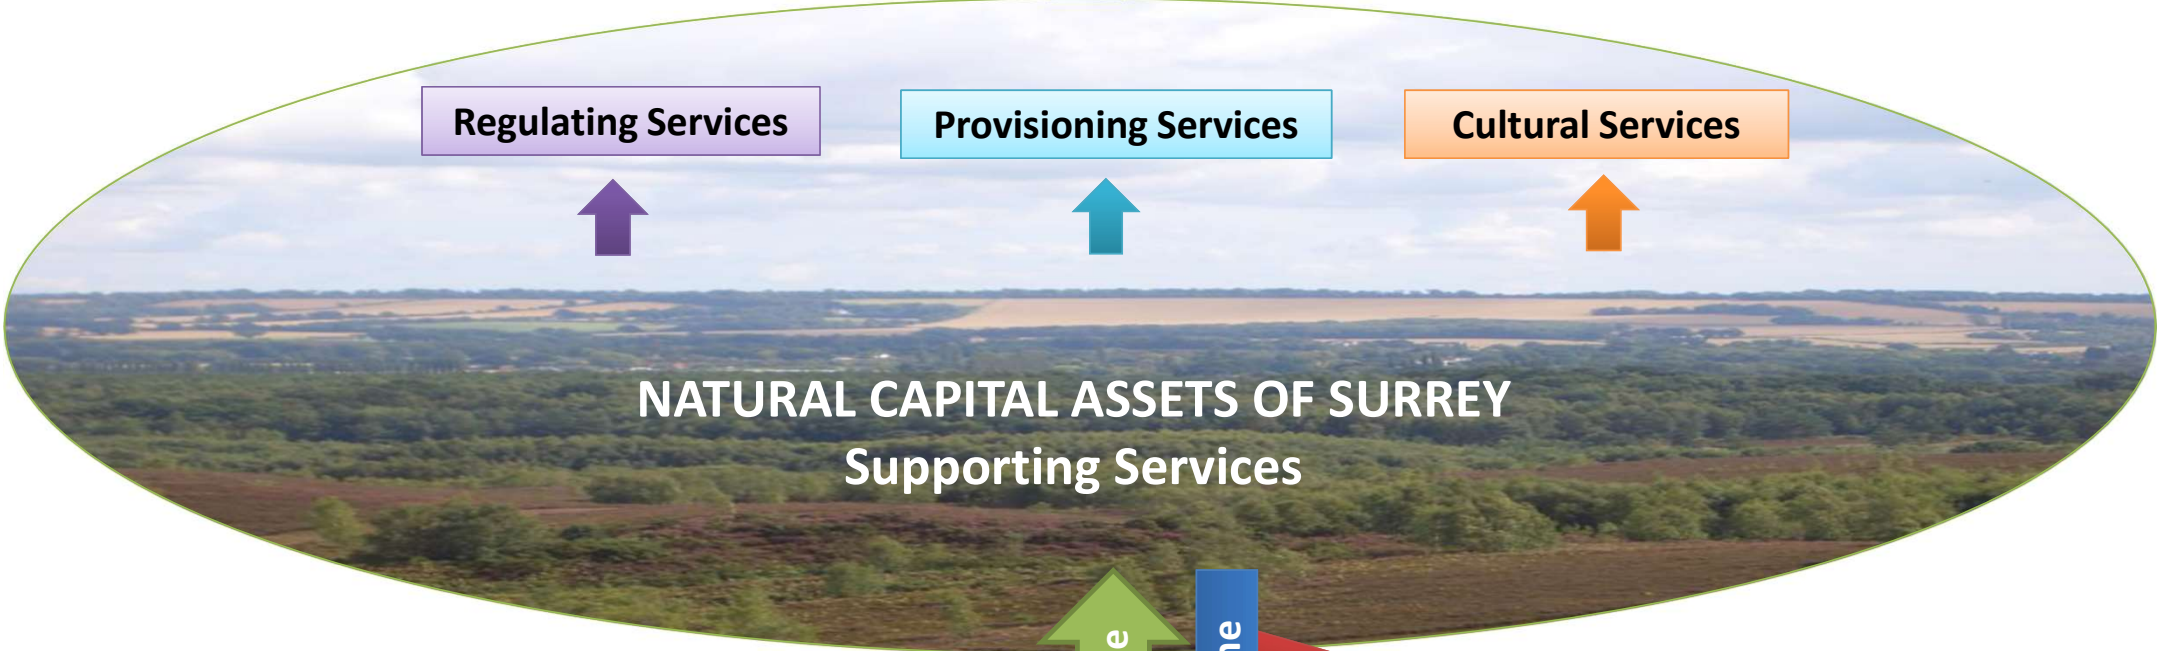 Regulating Services
Provisioning Services
Cultural Services
NATURAL CAPITAL ASSETS OF SURREY
Supporting Services